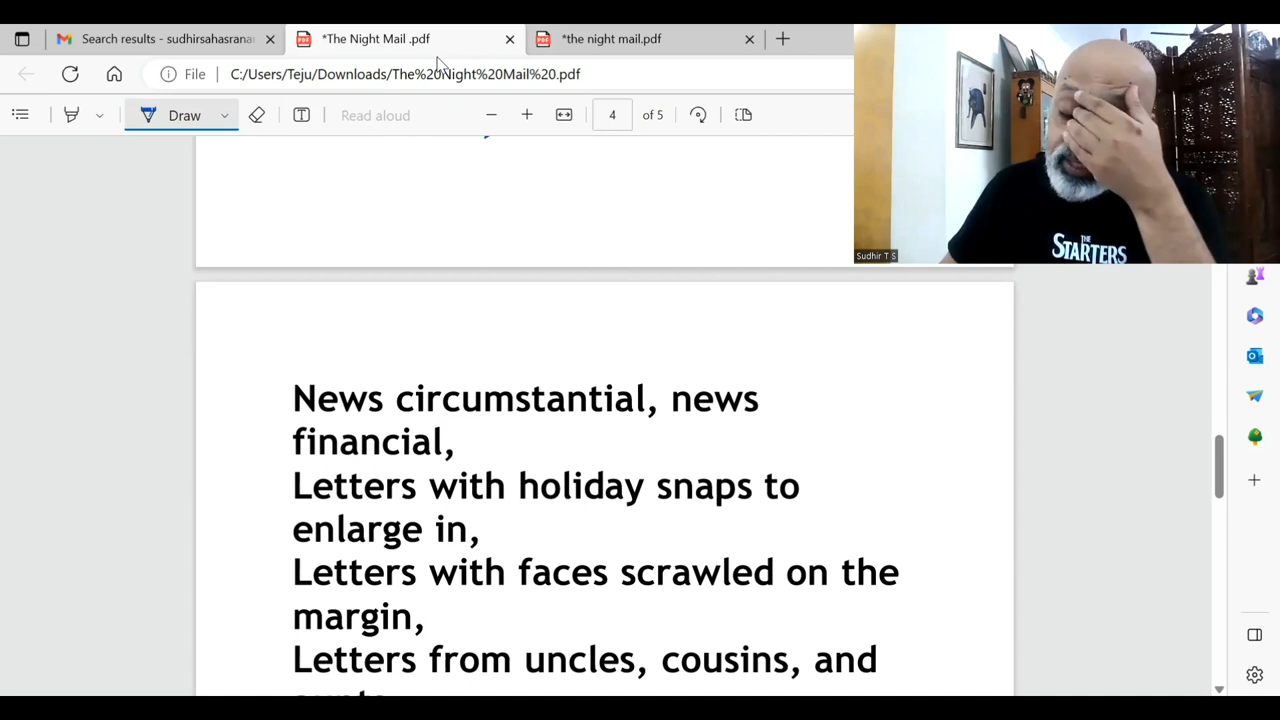 Search results - sudhirsahasrana
*The Night Mail .pdf
*the night mail.pdf
File
C:/Users/Teju/Downloads/The%20Night%20Mail%20.pdf
Draw
Read aloud
4 of 5
THE
STARTERS
Sudhir T S
News circumstantial, news
financial,
Letters with holiday snaps to
enlarge in,
Letters with faces scrawled on the
margin,
Letters from uncles, cousins, and